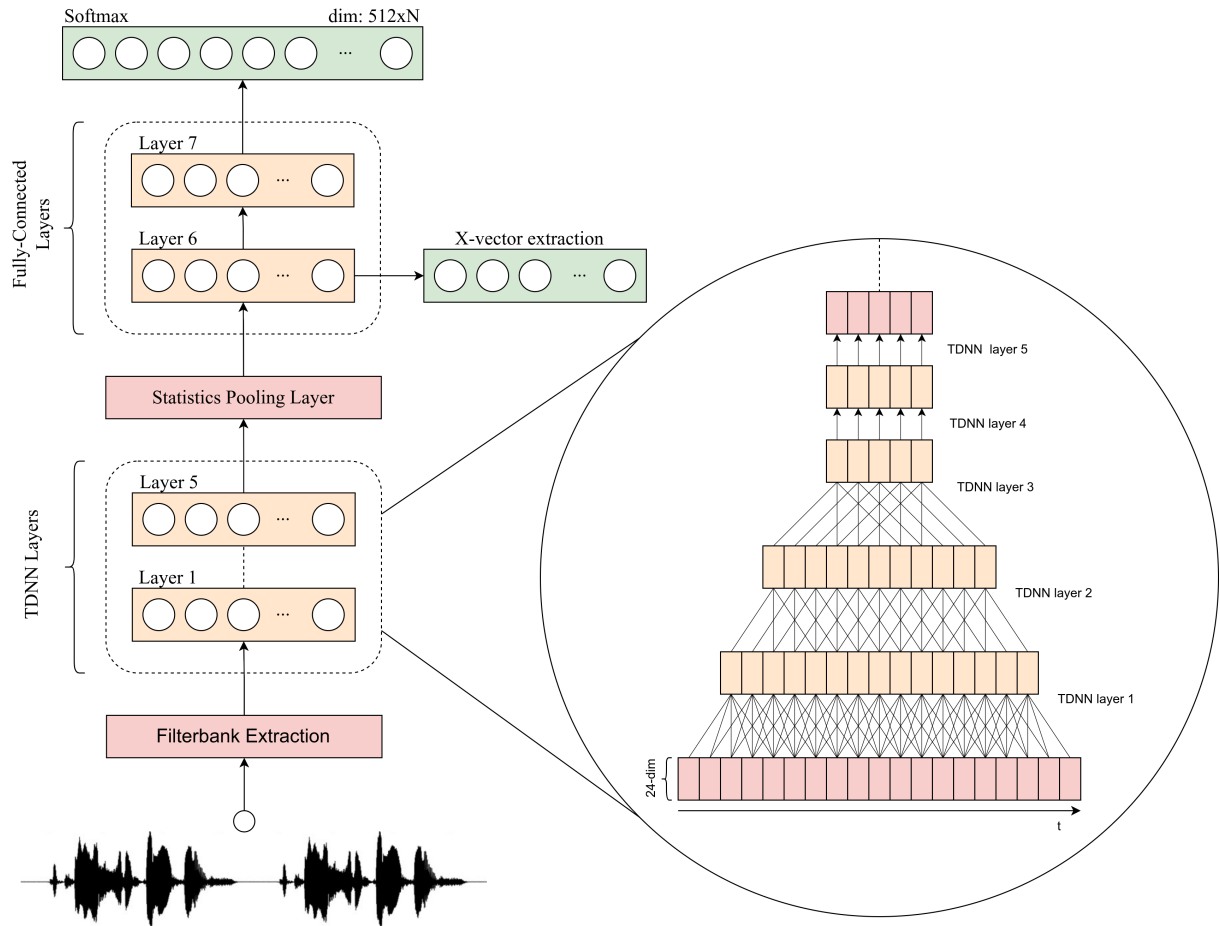 Softmax
dim: 512xN
...
Fully-Connected
Layers
Layer 7
...
Layer 6
...
X-vector extraction
...
Statistics Pooling Layer
TDNN Layers
Layer 5
...
Layer 1
...
Filterbank Extraction
TDNN layer 5
TDNN layer 4
TDNN layer 3
TDNN layer 2
TDNN layer 1
24-dim
t